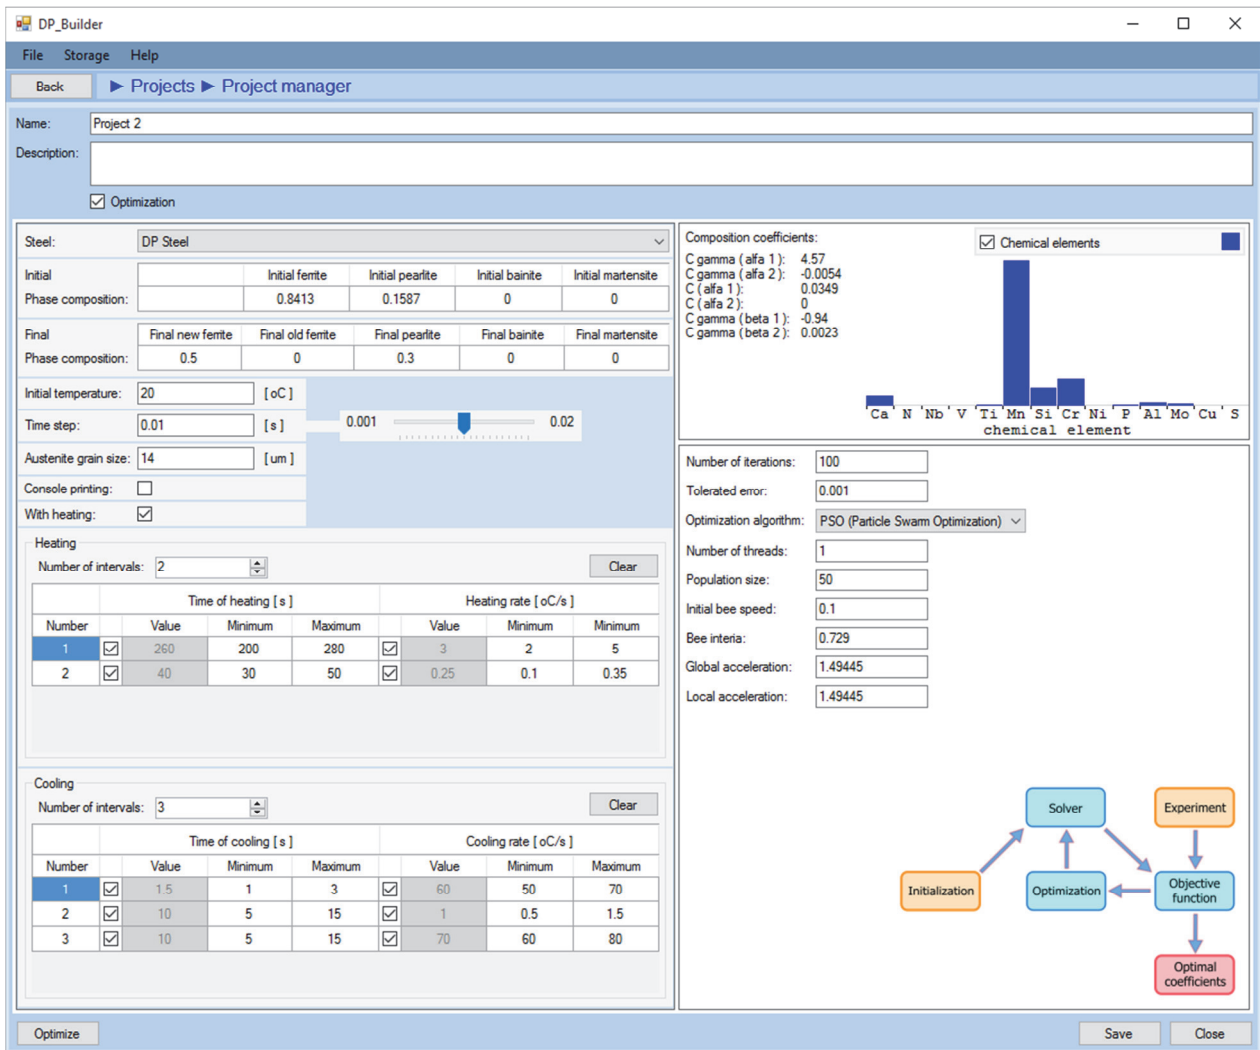 DP_Builder
File Storage Help
Back ► Projects ► Project manager
Name: Project 2
Description:
Optimization
Steel: DP Steel
Initial Initial ferrite Initial pearlite Initial bainite Initial martensite
Phase composition: 0.8413 0.1587 0 0
Final Final new ferrite Final old ferrite Final pearlite Final bainite Final martensite
Phase composition: 0.5 0 0.3 0 0
Initial temperature: 20 [ oC ]
Time step: 0.01 [ s ] 0.001 0.02
Austenite grain size: 14 [ um ]
Console printing:
With heating:
Heating
Number of intervals: 2 Clear
Time of heating [ s ] Heating rate [ oC/s ]
Number Value Minimum Maximum Value Minimum Minimum
1 260 200 280 3 2 5
2 40 30 50 0.25 0.1 0.35
Cooling
Number of intervals: 3 Clear
Time of cooling [ s ] Cooling rate [ oC/s ]
Number Value Minimum Maximum Value Minimum Maximum
1 1.5 1 3 60 50 70
2 10 5 15 1 0.5 1.5
3 10 5 15 70 60 80
Composition coefficients:
C gamma ( alfa 1 ): 4.57
C gamma ( alfa 2 ): -0.0054
C ( alfa 1 ): 0.0349
C ( alfa 2 ): 0
C gamma ( beta 1 ): -0.94
C gamma ( beta 2 ): 0.0023
Chemical elements
Ca N Nb V Ti Mn Si Cr Ni P Al Mo Cu S
chemical element
Number of iterations: 100
Tolerated error: 0.001
Optimization algorithm: PSO (Particle Swarm Optimization)
Number of threads: 1
Population size: 50
Initial bee speed: 0.1
Bee interia: 0.729
Global acceleration: 1.49445
Local acceleration: 1.49445
Solver Experiment
Initialization Optimization Objective
function
Optimal
coefficients
Optimize Save Close